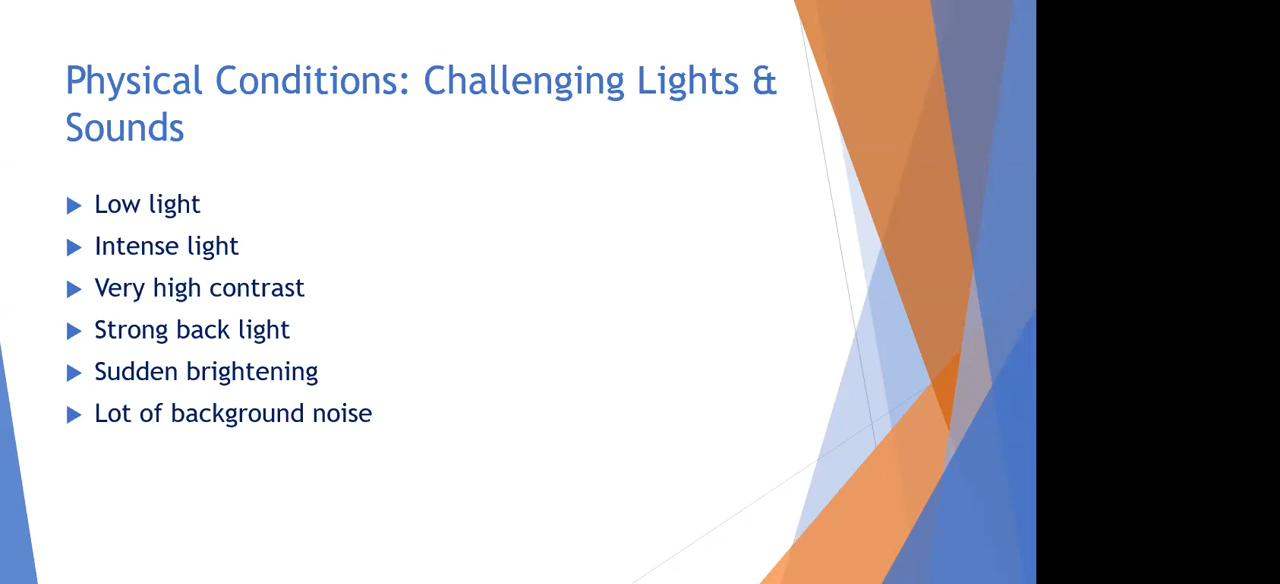 Physical Conditions: Challenging Lights &
Sounds
Low light
Intense light
Very high contrast
Strong back light
Sudden brightening
Lot of background noise